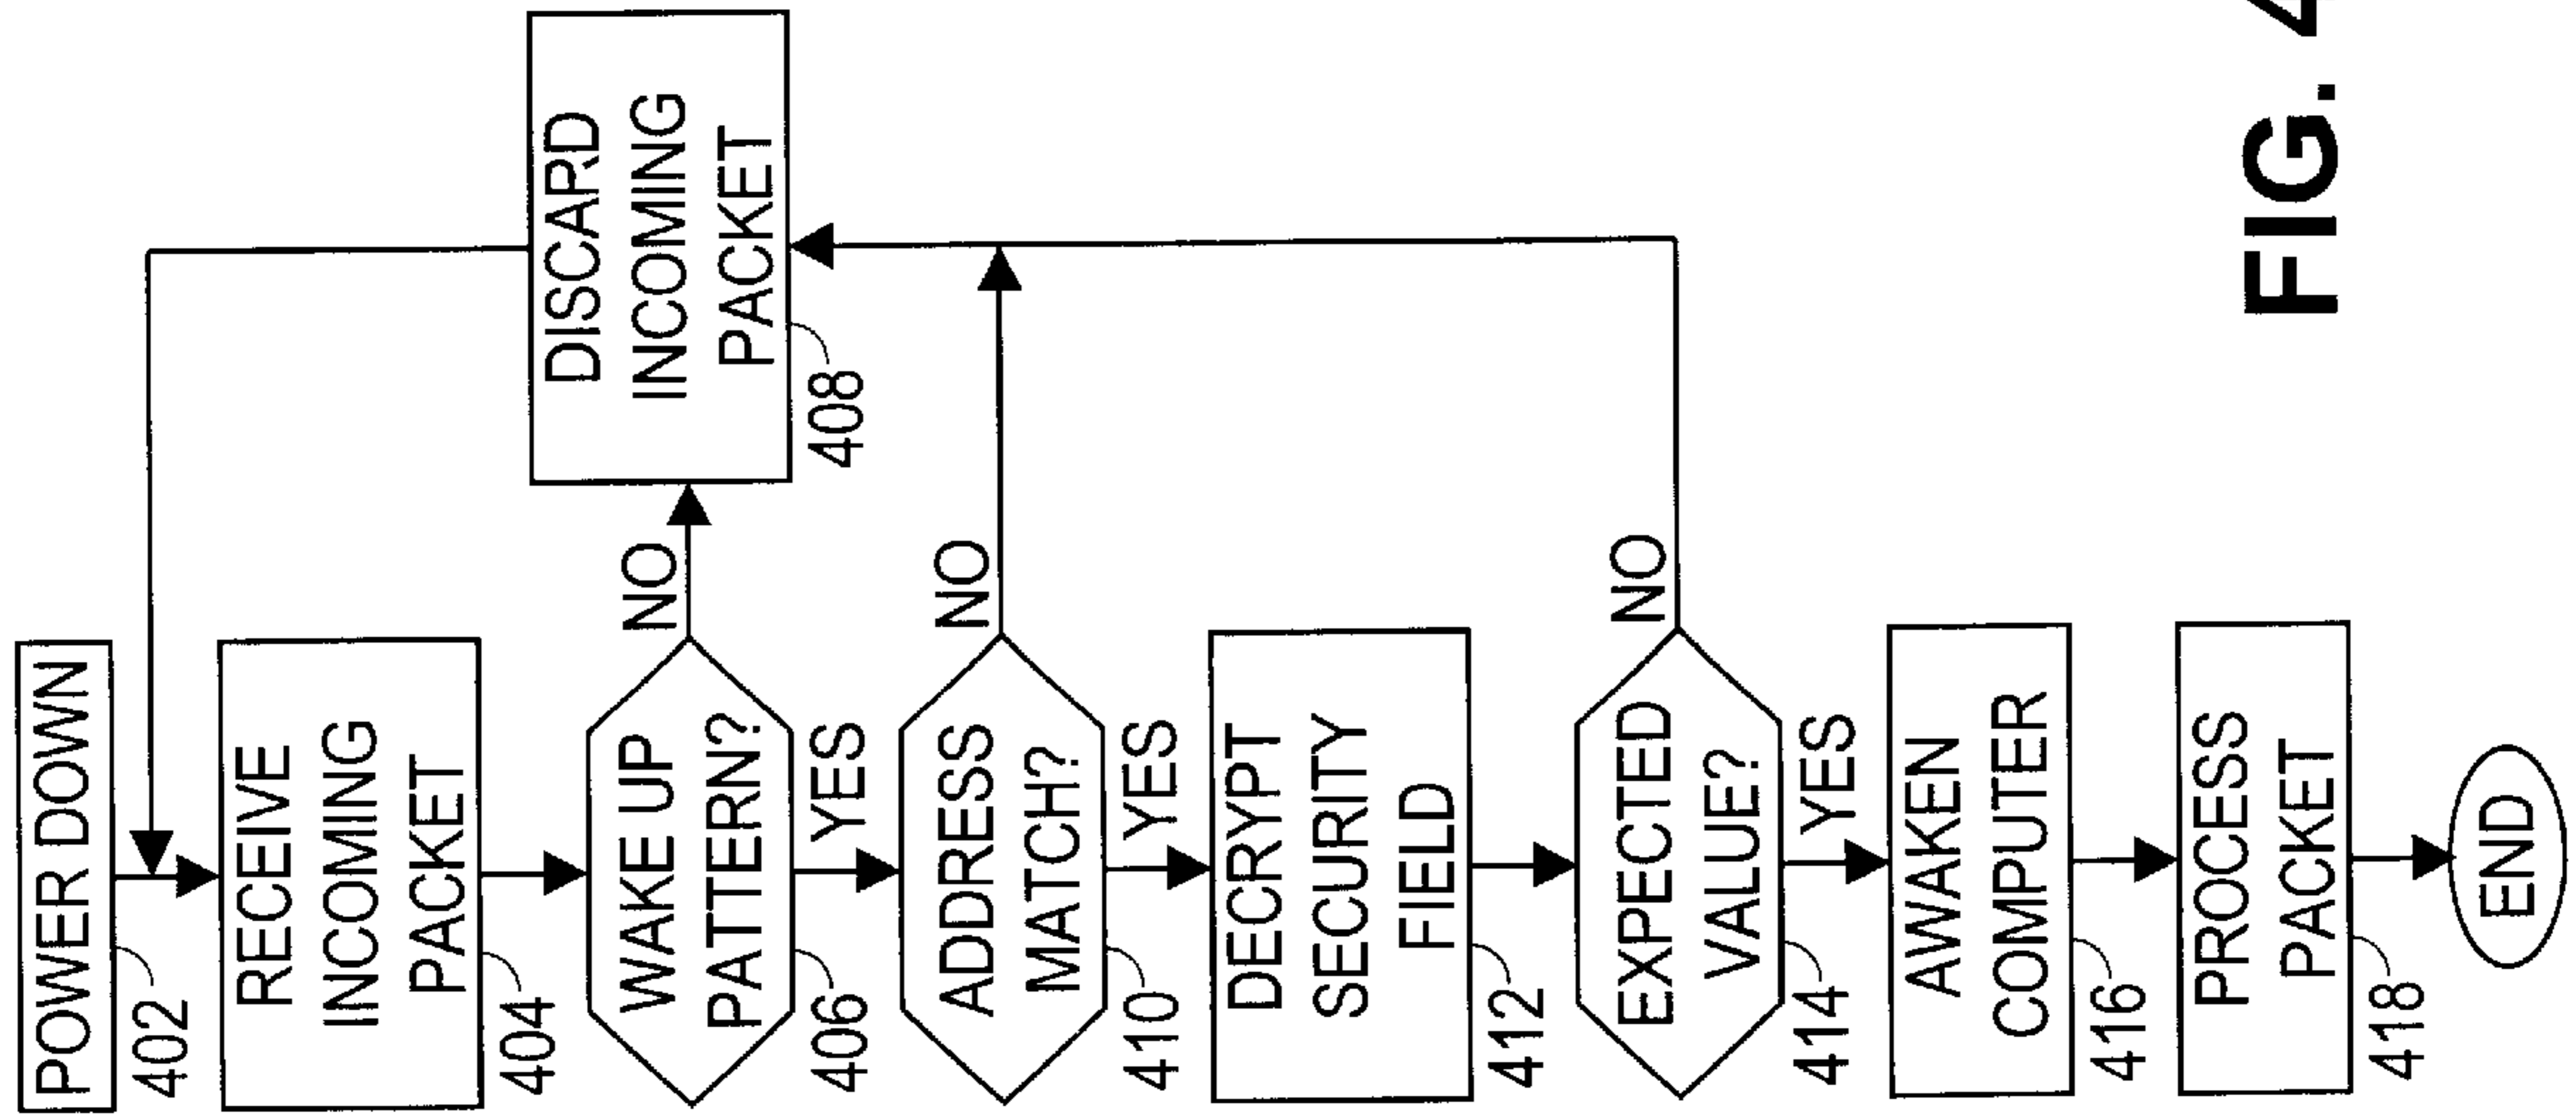 POWER DOWN
402
RECEIVE
INCOMING
PACKET
404
WAKE UP
PATTERN?
406
NO
YES
DISCARD
INCOMING
PACKET
408
ADDRESS
MATCH?
410
NO
YES
DECRYPT
SECURITY
FIELD
412
EXPECTED
VALUE?
414
NO
YES
AWAKEN
COMPUTER
416
PROCESS
PACKET
418
END
FIG. 4